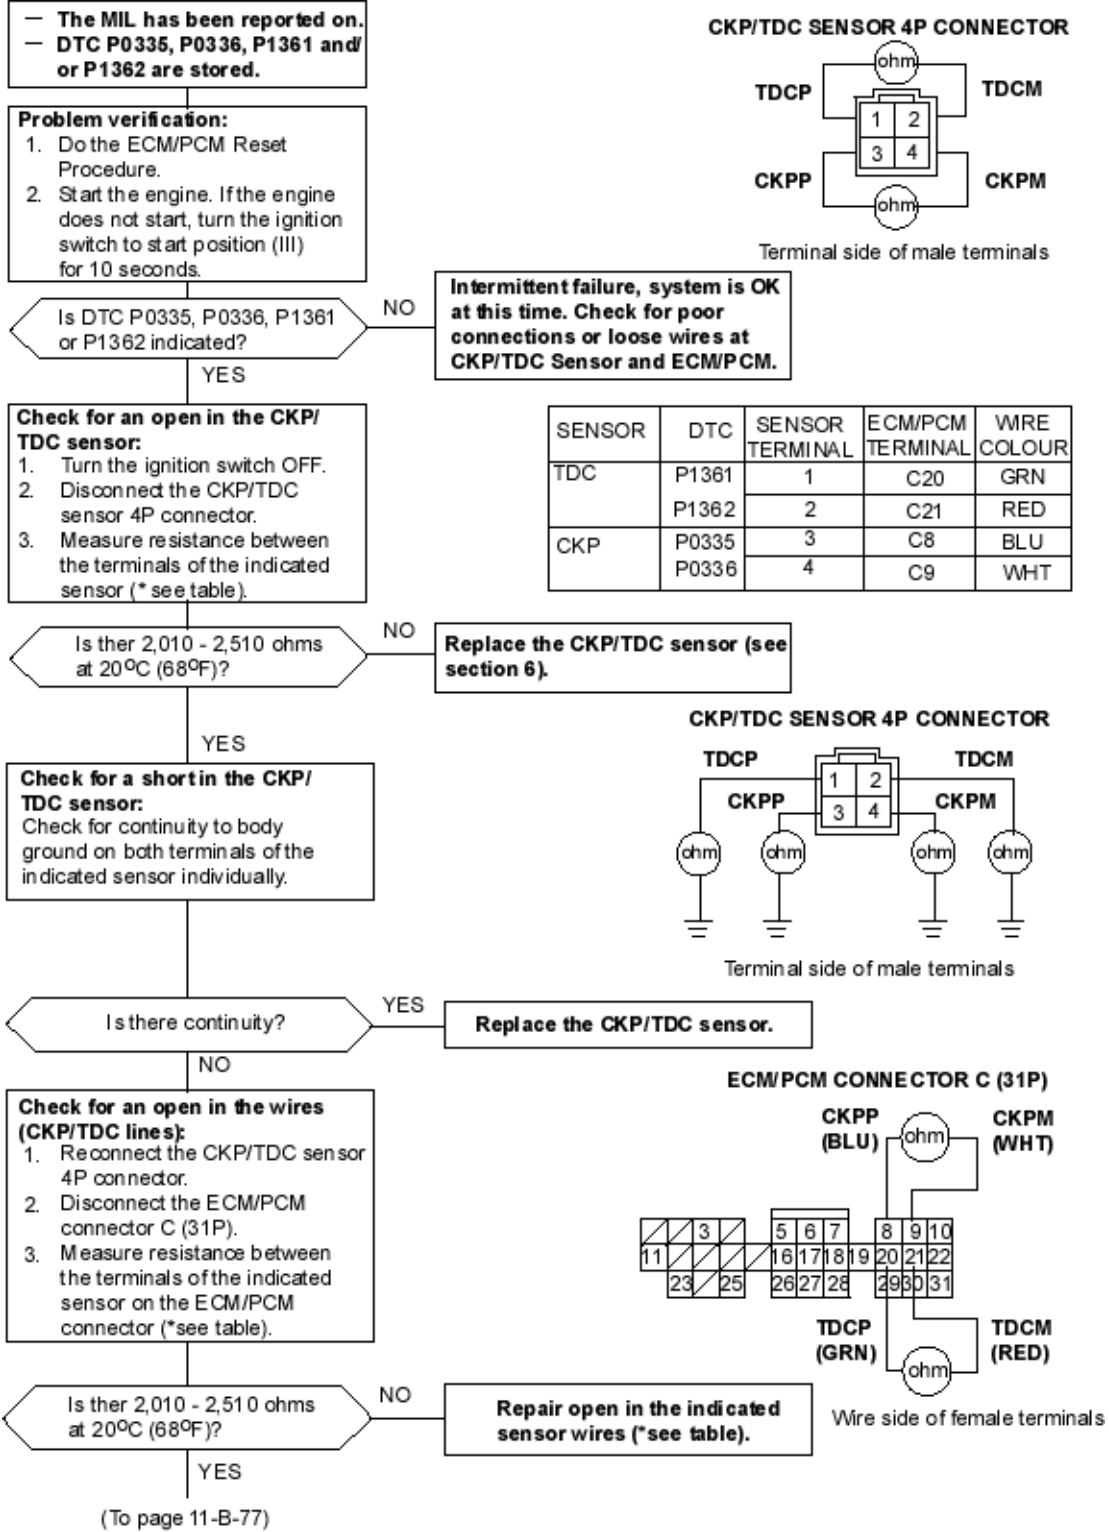 — The MIL has been reported on.
— DTC P0335, P0336, P1361 and/
or P1362 are stored.
Problem verification:
1. Do the ECM/PCM Reset
Procedure.
2. Start the engine. If the engine
does not start, turn the ignition
switch to start position (III)
for 10 seconds.
Is DTC P0335, P0336, P1361
or P1362 indicated?
NO
Intermittent failure, system is OK
at this time. Check for poor
connections or loose wires at
CKP/TDC Sensor and ECM/PCM.
YES
CKP/TDC SENSOR 4P CONNECTOR
ohm
TDCP
TDCM
1 2
3 4
CKPP
CKPM
ohm
Terminal side of male terminals
Check for an open in the CKP/
TDC sensor:
1. Turn the ignition switch OFF.
2. Disconnect the CKP/TDC
sensor 4P connector.
3. Measure resistance between
the terminals of the indicated
sensor (* see table).
SENSOR DTC SENSOR TERMINAL ECM/PCM TERMINAL WIRE COLOUR
TDC P1361 1 C20 GRN
P1362 2 C21 RED
CKP P0335 3 C8 BLU
P0336 4 C9 WHT
Is ther 2,010 - 2,510 ohms
at 20ºC (68ºF)?
NO
Replace the CKP/TDC sensor (see
section 6).
YES
Check for a short in the CKP/
TDC sensor:
Check for continuity to body
ground on both terminals of the
indicated sensor individually.
CKP/TDC SENSOR 4P CONNECTOR
TDCP
TDCM
1 2
CKPP
CKPM
3 4
ohm ohm ohm ohm
Terminal side of male terminals
Is there continuity?
YES
Replace the CKP/TDC sensor.
NO
Check for an open in the wires
(CKP/TDC lines):
1. Reconnect the CKP/TDC sensor
4P connector.
2. Disconnect the ECM/PCM
connector C (31P).
3. Measure resistance between
the terminals of the indicated
sensor on the ECM/PCM
connector (*see table).
ECM/PCM CONNECTOR C (31P)
CKPP
(BLU)
ohm
CKPM
(WHT)
3 5 6 7 8 9 10
11 16 17 18 19 20 21 22
23 25 26 27 28 29 30 31
TDCP
(GRN)
TDCM
(RED)
ohm
Wire side of female terminals
Is ther 2,010 - 2,510 ohms
at 20ºC (68ºF)?
NO
Repair open in the indicated
sensor wires (*see table).
YES
(To page 11-B-77)